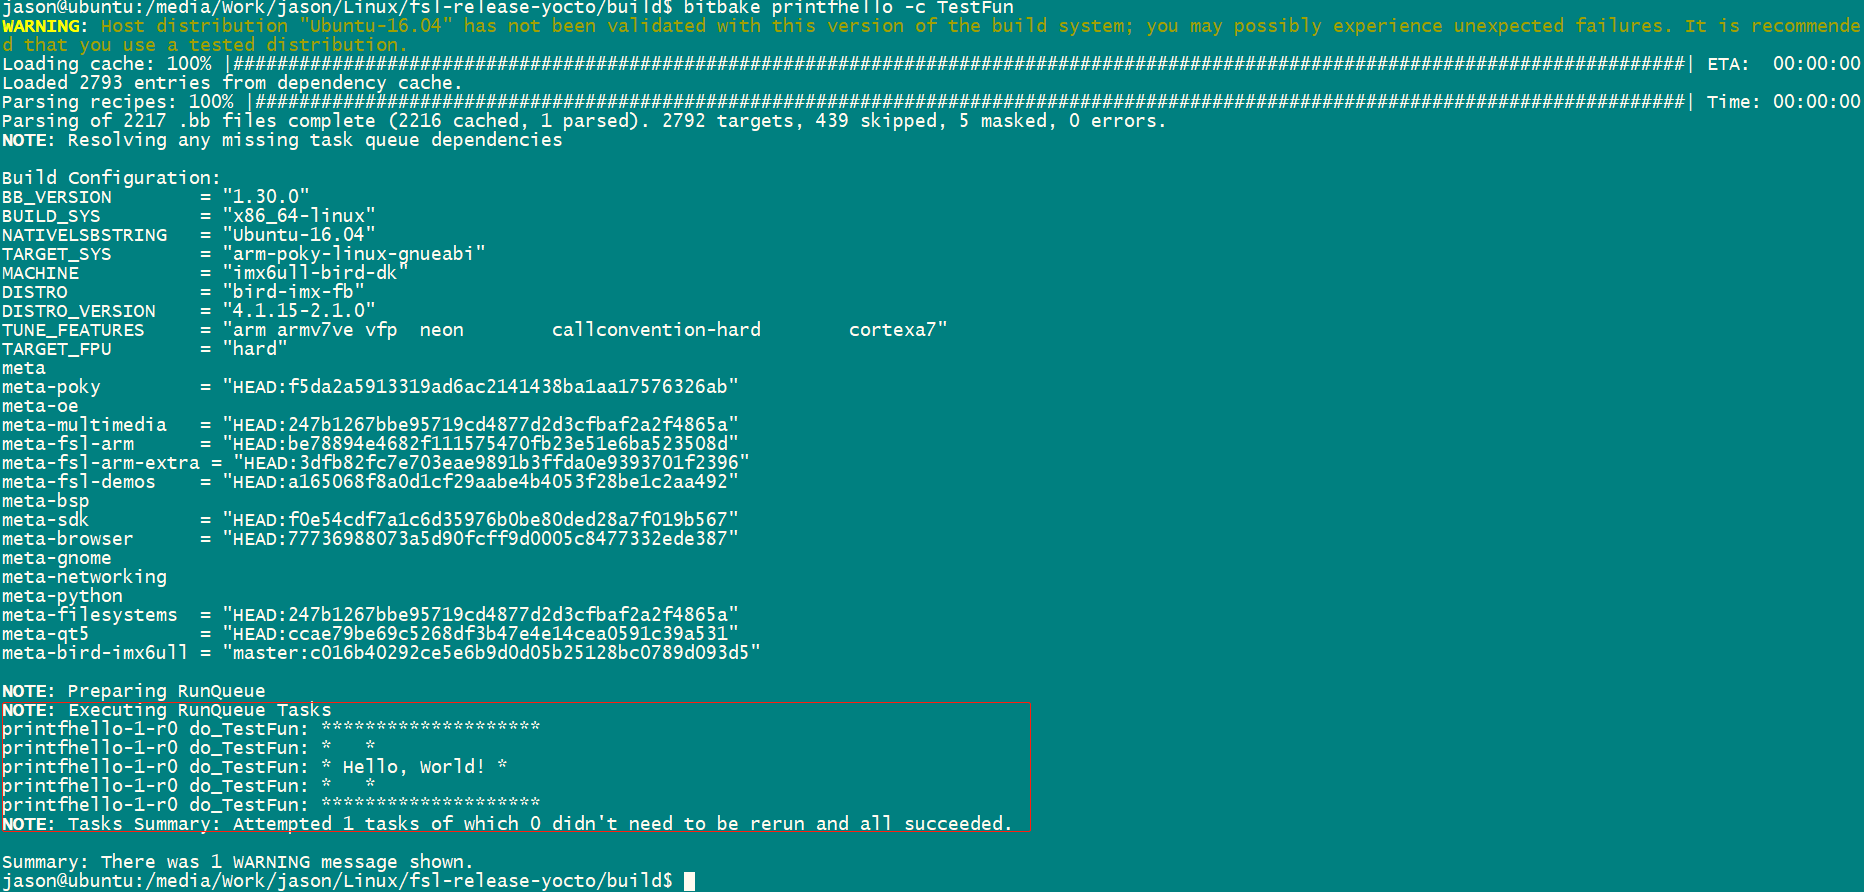 jason@ubuntu:/media/Work/jason/Linux/fsl-release-yocto/build$ bitbake printfhello -c TestFun
WARNING: Host distribution "Ubuntu-16.04" has not been validated with this version of the build system; you may possibly experience unexpected failures. It is recommende
d that you use a tested distribution.
Loading cache: 100% |####################################################################################################################################| ETA:  00:00:00
Loaded 2793 entries from dependency cache.
Parsing recipes: 100% |##################################################################################################################################| Time: 00:00:00
Parsing of 2217 .bb files complete (2216 cached, 1 parsed). 2792 targets, 439 skipped, 5 masked, 0 errors.
NOTE: Resolving any missing task queue dependencies

Build Configuration:
BB_VERSION        = "1.30.0"
BUILD_SYS         = "x86_64-linux"
NATIVELSBSTRING   = "Ubuntu-16.04"
TARGET_SYS        = "arm-poky-linux-gnueabi"
MACHINE           = "imx6ull-bird-dk"
DISTRO            = "bird-imx-fb"
DISTRO_VERSION    = "4.1.15-2.1.0"
TUNE_FEATURES     = "arm armv7ve vfp  neon        callconvention-hard        cortexa7"
TARGET_FPU        = "hard"
meta
meta-poky         = "HEAD:f5da2a5913319ad6ac2141438ba1aa17576326ab"
meta-oe
meta-multimedia   = "HEAD:247b1267bbe95719cd4877d2d3cfbaf2a2f4865a"
meta-fsl-arm      = "HEAD:be78894e4682f111575470fb23e51e6ba523508d"
meta-fsl-arm-extra = "HEAD:3dfb82fc7e703eae9891b3ffda0e9393701f2396"
meta-fsl-demos    = "HEAD:a165068f8a0d1cf29aabe4b4053f28be1c2aa492"
meta-bsp
meta-sdk          = "HEAD:f0e54cdf7a1c6d35976b0be80ded28a7f019b567"
meta-browser      = "HEAD:77736988073a5d90fcff9d0005c8477332ede387"
meta-gnome
meta-networking
meta-python
meta-filesystems  = "HEAD:247b1267bbe95719cd4877d2d3cfbaf2a2f4865a"
meta-qt5          = "HEAD:ccae79be69c5268df3b47e4e14cea0591c39a531"
meta-bird-imx6ull = "master:c016b40292ce5e6b9d0d05b25128bc0789d093d5"

NOTE: Preparing RunQueue
NOTE: Executing RunQueue Tasks
printfhello-1-r0 do_TestFun: ********************
printfhello-1-r0 do_TestFun: *   *
printfhello-1-r0 do_TestFun: * Hello, World! *
printfhello-1-r0 do_TestFun: *   *
printfhello-1-r0 do_TestFun: ********************
NOTE: Tasks Summary: Attempted 1 tasks of which 0 didn't need to be rerun and all succeeded.

Summary: There was 1 WARNING message shown.
jason@ubuntu:/media/Work/jason/Linux/fsl-release-yocto/build$